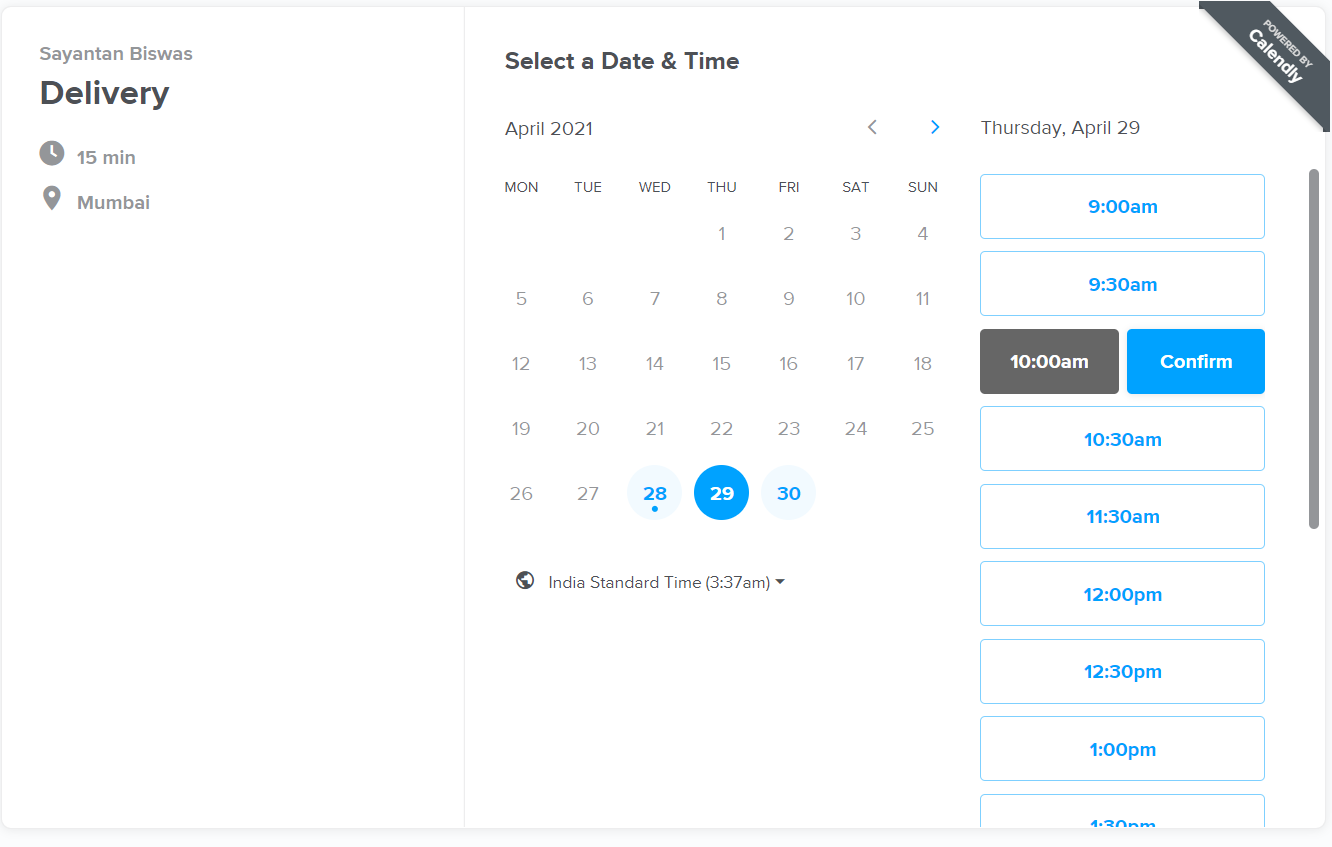 Sayantan Biswas
Delivery
15 min
Mumbai
Select a Date & Time
POWERED BY
Calendly
April 2021
MON TUE WED THU FRI SAT SUN
1 2 3 4
5 6 7 8 9 10 11
12 13 14 15 16 17 18
19 20 21 22 23 24 25
26 27 28 29 30
India Standard Time (3:37am)
Thursday, April 29
9:00am
9:30am
10:00am Confirm
10:30am
11:30am
12:00pm
12:30pm
1:00pm
1:30pm